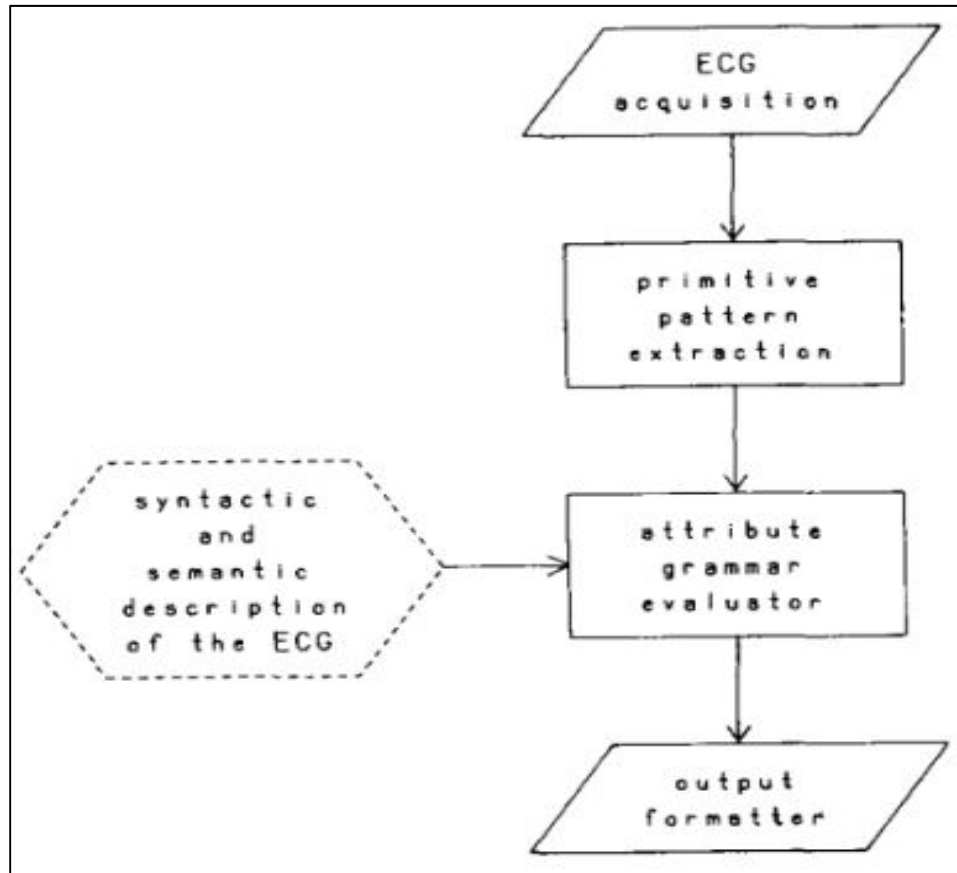 ECG
acquisition
primitive
pattern
extraction
syntactic
and
semantic
description
of the ECG
attribute
grammar
evaluator
output
formatter